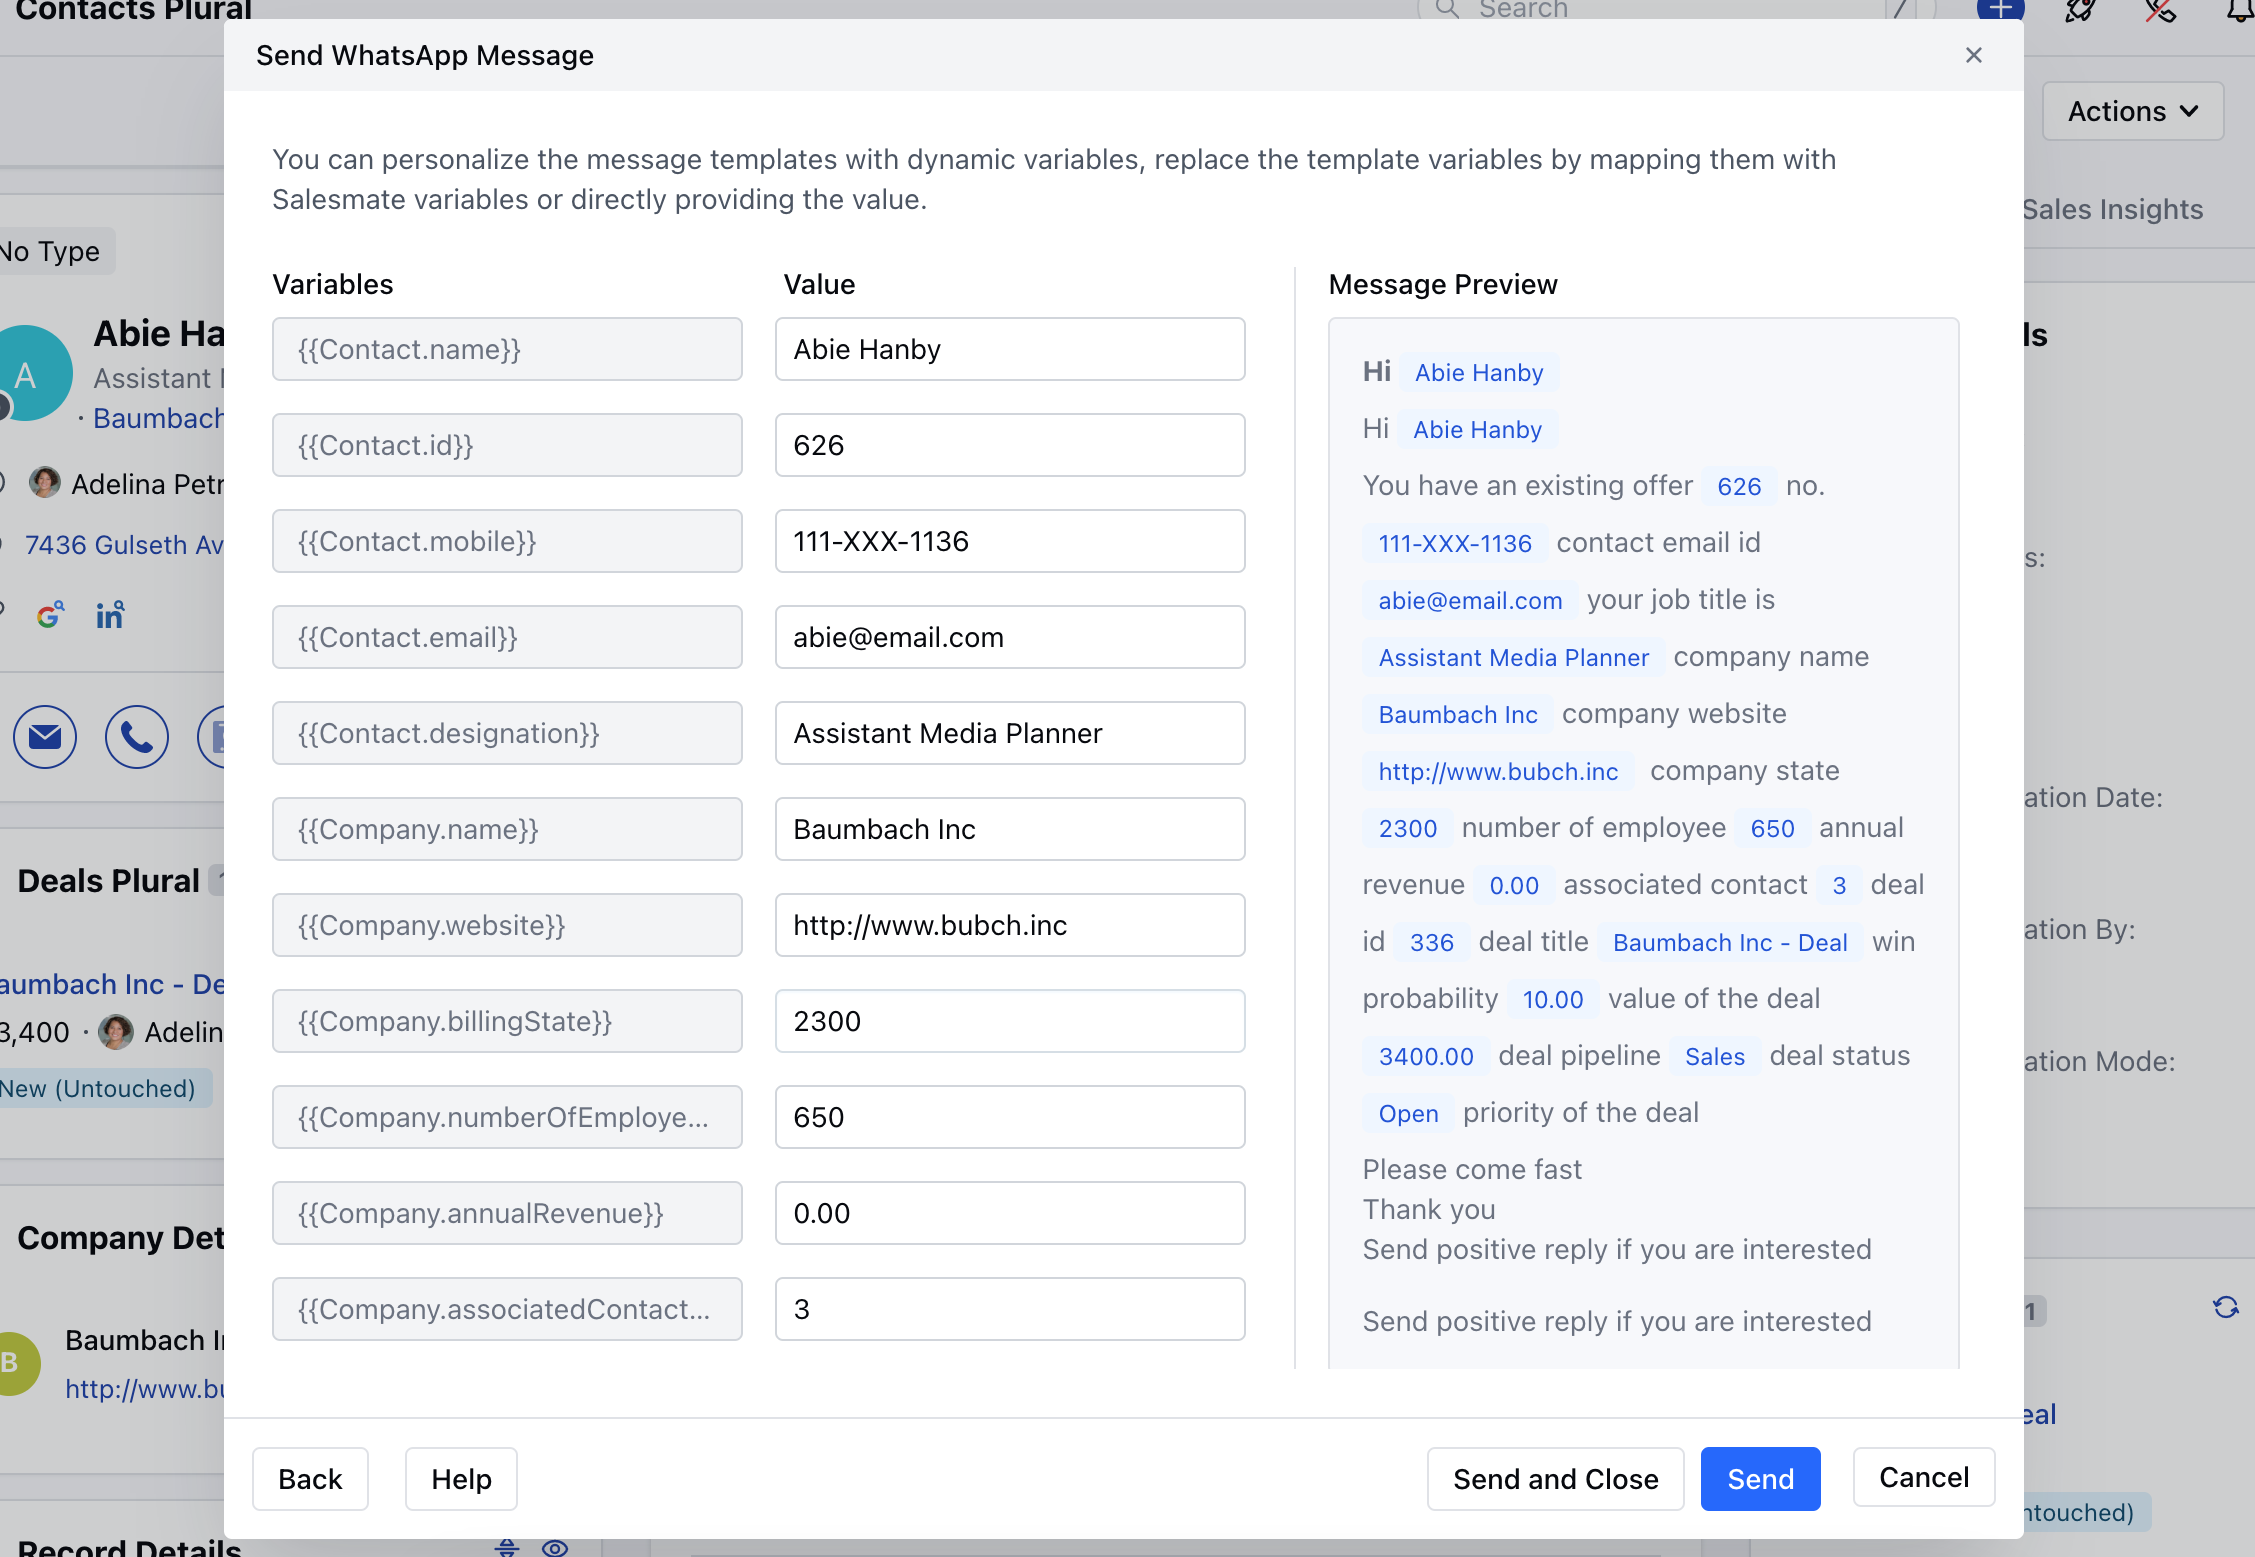 Contacts Plural
Search
/
Send WhatsApp Message
Actions
You can personalize the message templates with dynamic variables, replace the template variables by mapping them with
Salesmate variables or directly providing the value.
Sales Insights
No Type
Variables
Value
Message Preview
Abie Ha
A
Assistant
· Baumbach
Adelina Petr
7436 Gulseth Av
in
{{Contact.name}}
Abie Hanby
{{Contact.id}}
626
{{Contact.mobile}}
111-XXX-1136
{{Contact.email}}
abie@email.com
{{Contact.designation}}
Assistant Media Planner
{{Company.name}}
Baumbach Inc
{{Company.website}}
http://www.bubch.inc
{{Company.billingState}}
2300
{{Company.numberOfEmploye...
650
{{Company.annualRevenue}}
0.00
{{Company.associatedContact...
3
Hi Abie Hanby
Hi Abie Hanby
You have an existing offer 626 no.
111-XXX-1136 contact email id
abie@email.com your job title is
Assistant Media Planner company name
Baumbach Inc company website
http://www.bubch.inc company state
2300 number of employee 650 annual
revenue 0.00 associated contact 3 deal
id 336 deal title Baumbach Inc - Deal win
probability 10.00 value of the deal
3400.00 deal pipeline Sales deal status
Open priority of the deal
Please come fast
Thank you
Send positive reply if you are interested
Send positive reply if you are interested
Deals Plural
aumbach Inc - De
3,400 · Adelin
New (Untouched)
Company Det
B
Baumbach I
http://www.bu
Record Details
ls
s:
ation Date:
ation By:
ation Mode:
1
eal
ntouched)
Back
Help
Send and Close
Send
Cancel